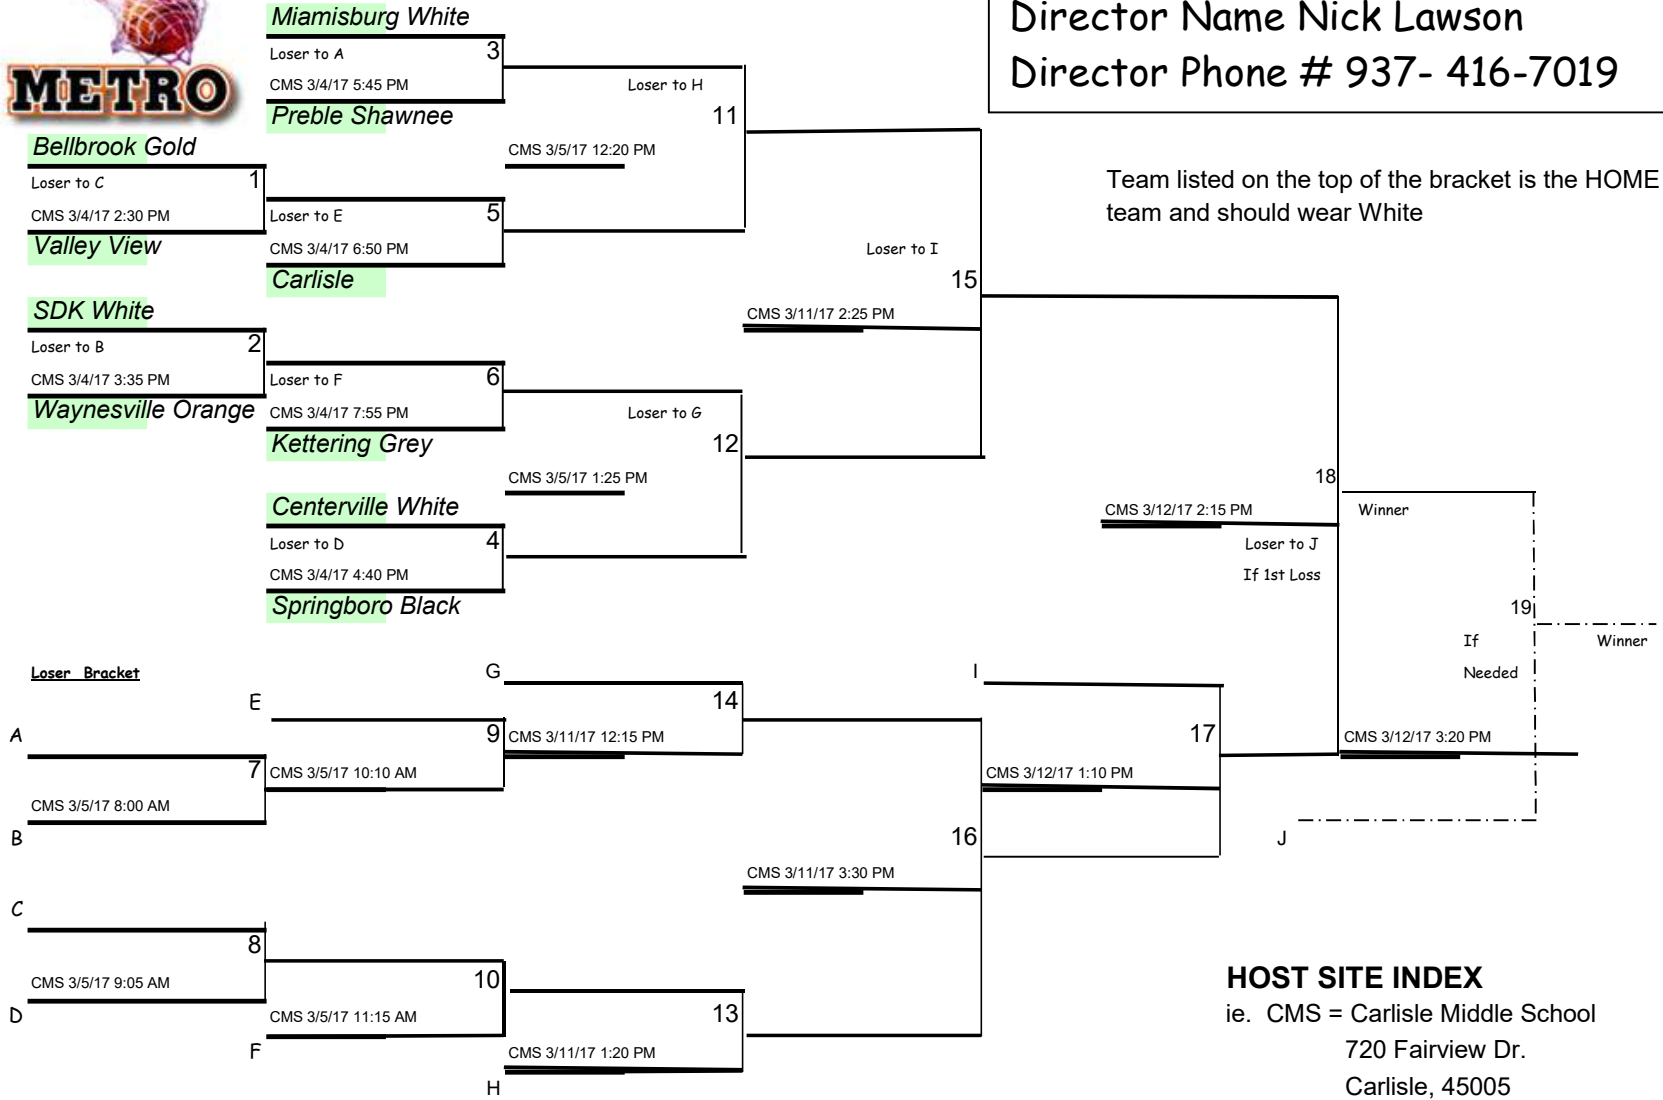 METRO
Director Name Nick Lawson
Director Phone # 937- 416-7019
Team listed on the top of the bracket is the HOME
team and should wear White
Miamisburg White
Loser to A
3
CMS 3/4/17 5:45 PM
Preble Shawnee
Loser to H
11
CMS 3/5/17 12:20 PM
Bellbrook Gold
Loser to C
1
CMS 3/4/17 2:30 PM
Valley View
Loser to E
5
CMS 3/4/17 6:50 PM
Carlisle
Loser to I
15
CMS 3/11/17 2:25 PM
SDK White
Loser to B
2
CMS 3/4/17 3:35 PM
Waynesville Orange
Loser to F
6
CMS 3/4/17 7:55 PM
Kettering Grey
Loser to G
12
CMS 3/5/17 1:25 PM
Centerville White
Loser to D
4
CMS 3/4/17 4:40 PM
Springboro Black
18
CMS 3/12/17 2:15 PM
Winner
Loser to J
If 1st Loss
19
If
Needed
Winner
Loser Bracket
G
I
E
14
A
9
CMS 3/11/17 12:15 PM
17
CMS 3/12/17 3:20 PM
7
CMS 3/5/17 10:10 AM
CMS 3/12/17 1:10 PM
CMS 3/5/17 8:00 AM
B
16
J
CMS 3/11/17 3:30 PM
C
8
CMS 3/5/17 9:05 AM
10
D
CMS 3/5/17 11:15 AM
13
F
CMS 3/11/17 1:20 PM
H
HOST SITE INDEX
ie. CMS = Carlisle Middle School
720 Fairview Dr.
Carlisle, 45005